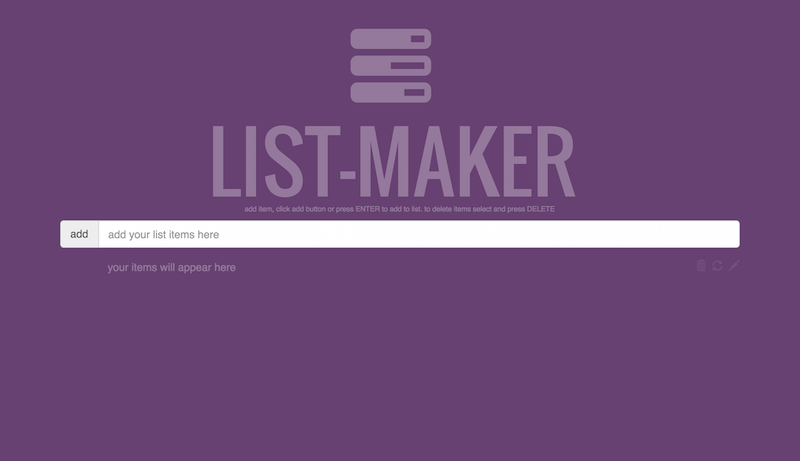 LIST-MAKER
add item, click add button or press ENTER to add to list. to delete items select and press DELETE
add add your list items here
your items will appear here